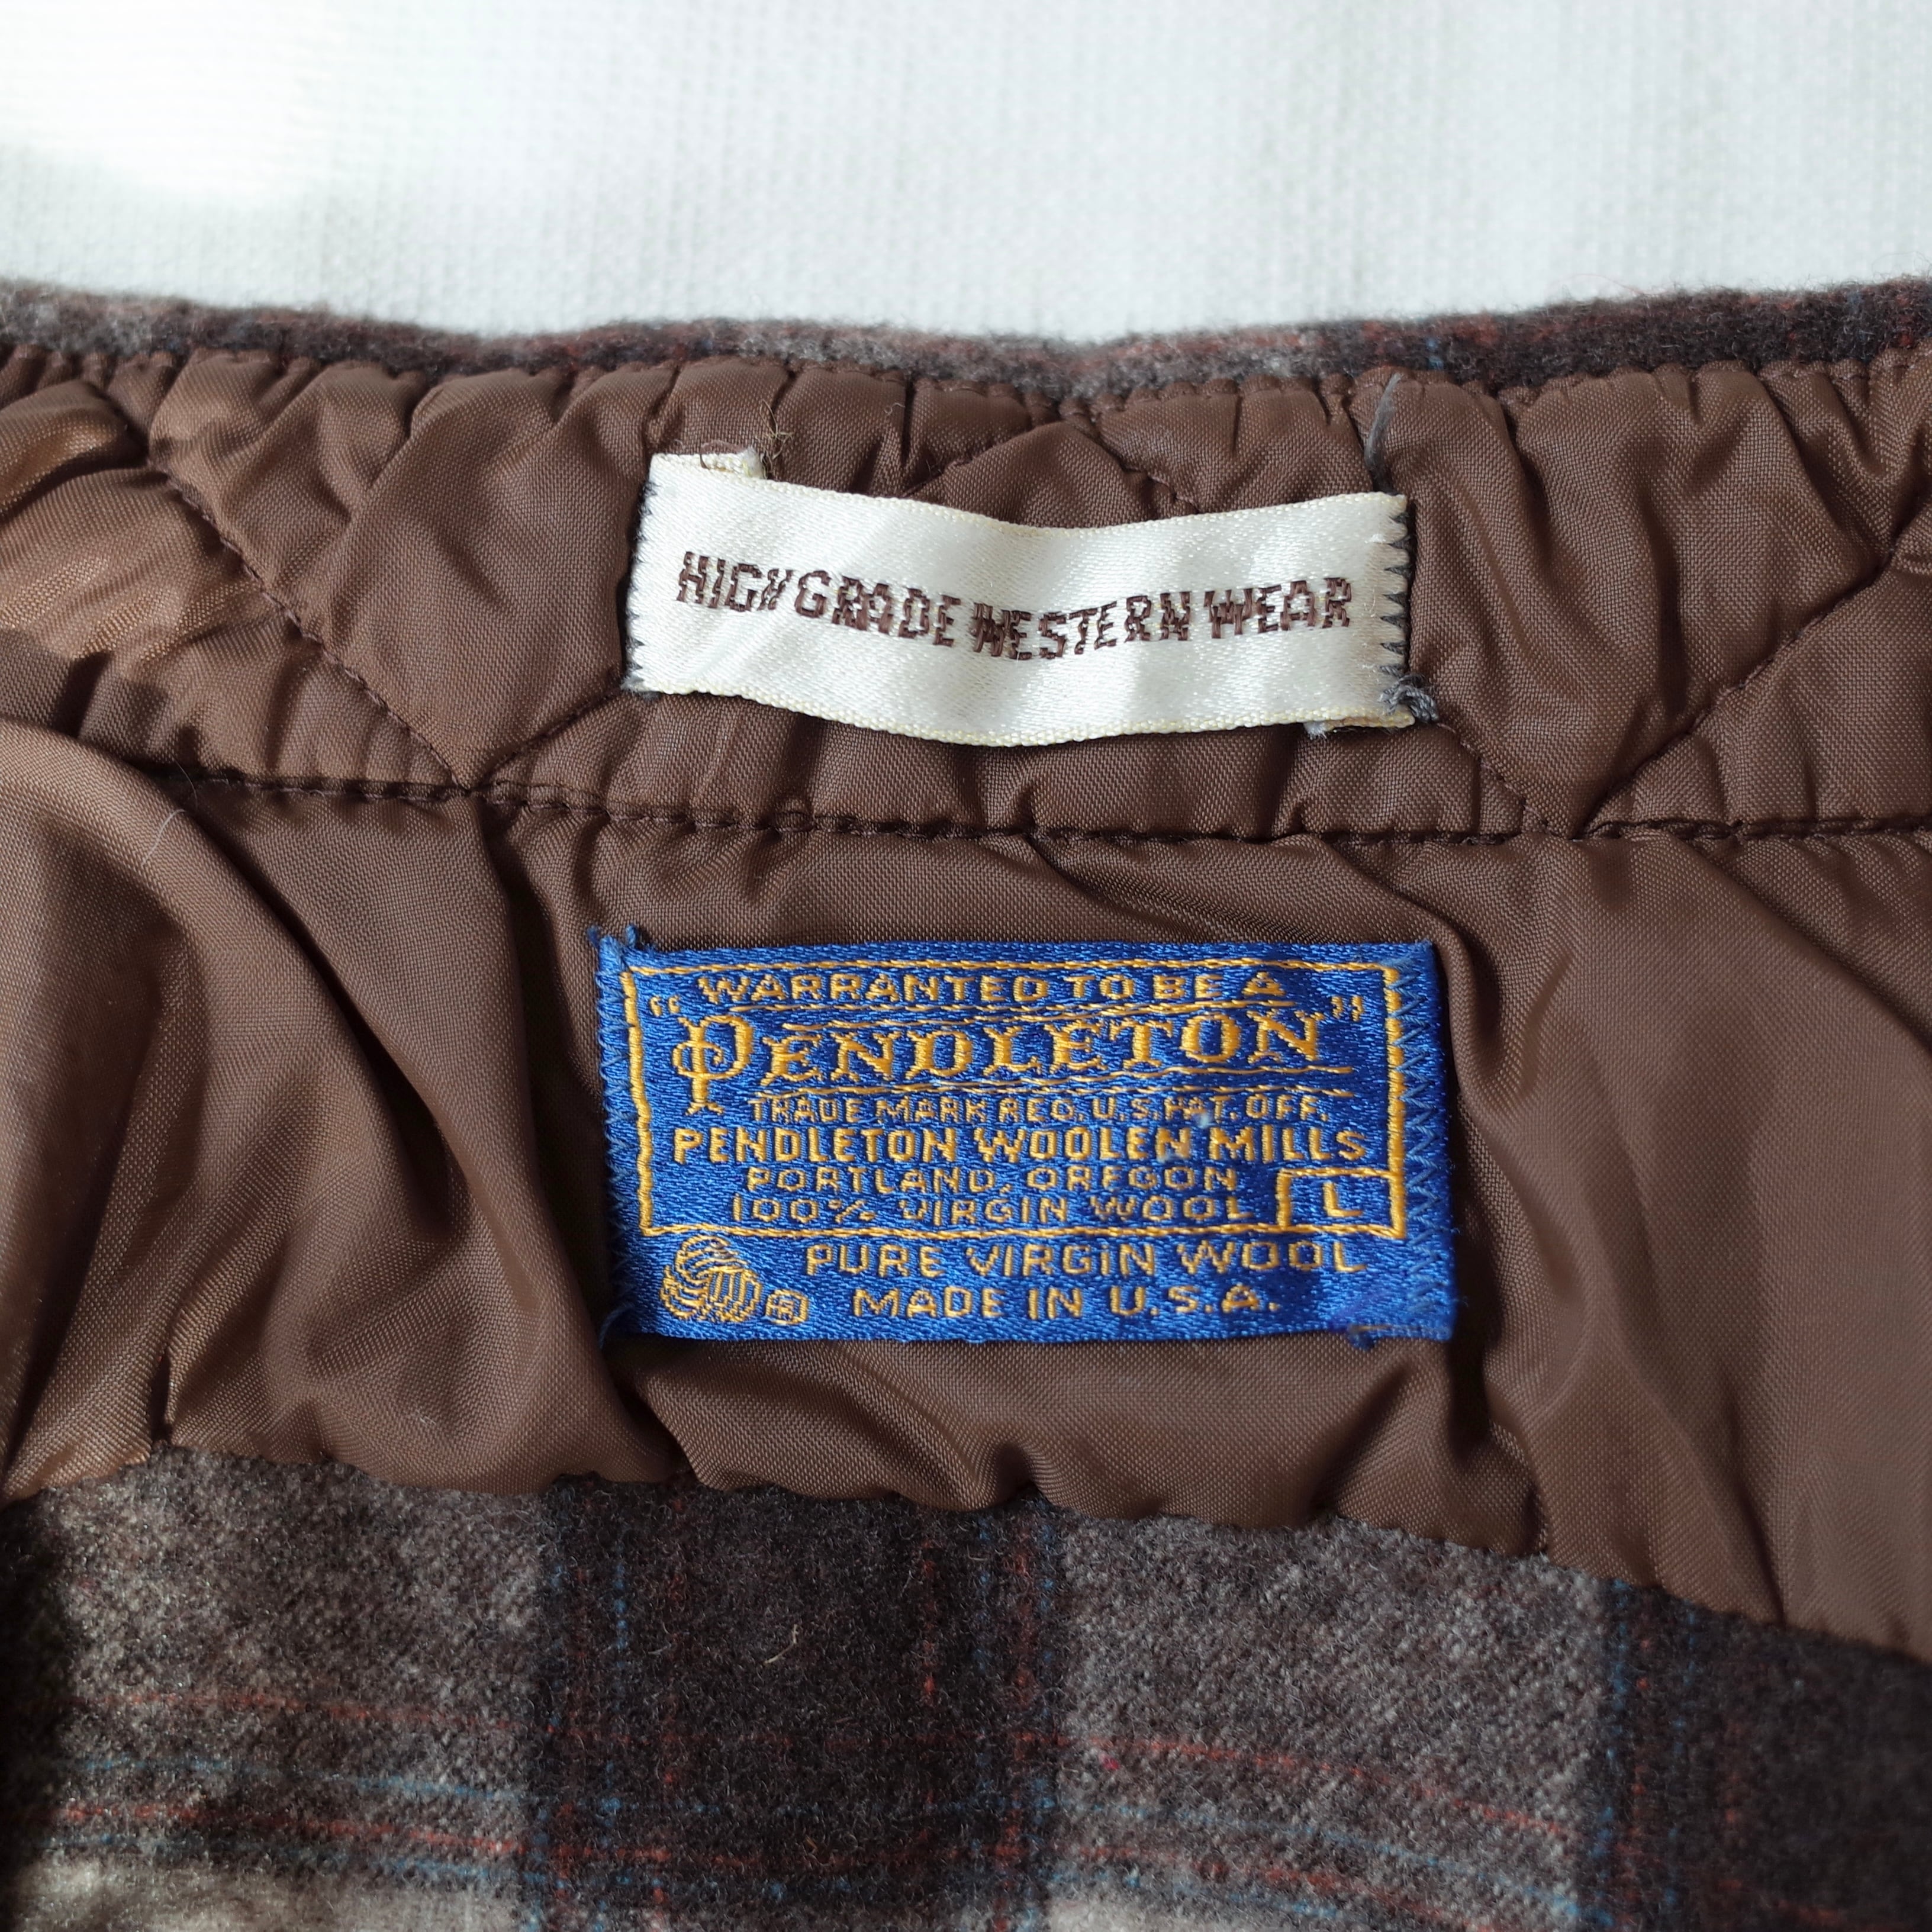 HIGH GRADE WESTERN WEAR
WARRANTED TO BE A
"PENDLETON"
TRADE MARK REG. U.S. PAT. OFF.
PENDLETON WOOLEN MILLS
PORTLAND, OREGON
100% VIRGIN WOOL L
PURE VIRGIN WOOL
® MADE IN U.S.A.